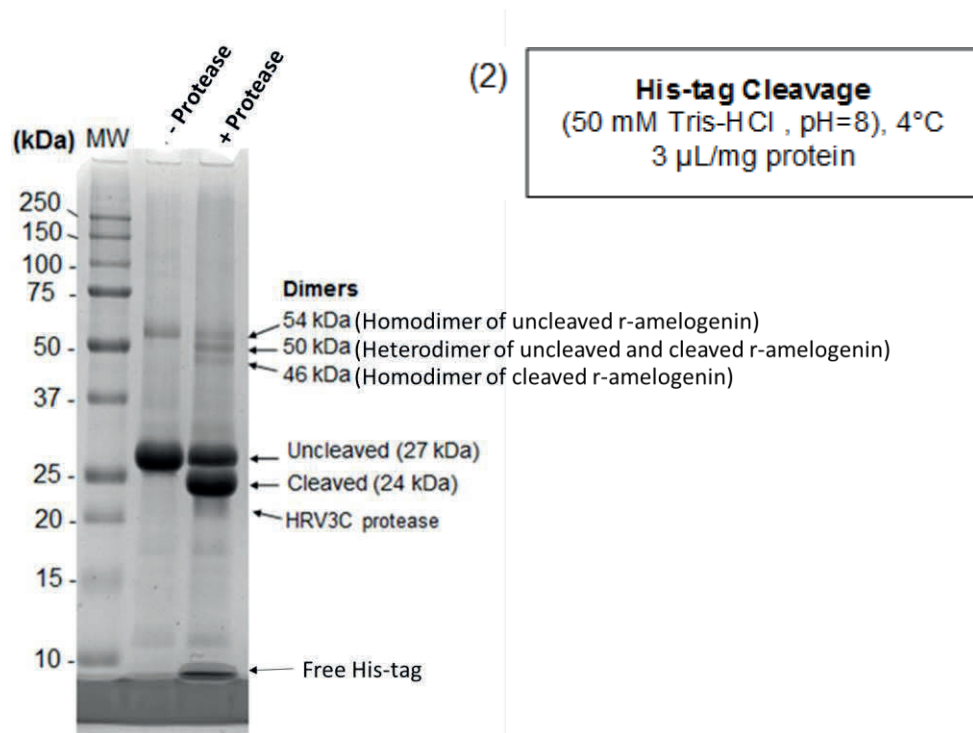 - Protease
+ Protease
(kDa) MW
250
150 -
100 -
75 -
50 -
37 -
25 -
20 -
15 -
10 -
Dimers
54 kDa (Homodimer of uncleaved r-amelogenin)
50 kDa (Heterodimer of uncleaved and cleaved r-amelogenin)
46 kDa (Homodimer of cleaved r-amelogenin)
Uncleaved (27 kDa)
Cleaved (24 kDa)
HRV3C protease
Free His-tag
(2)
His-tag Cleavage
(50 mM Tris-HCl , pH=8), 4°C
3 µL/mg protein